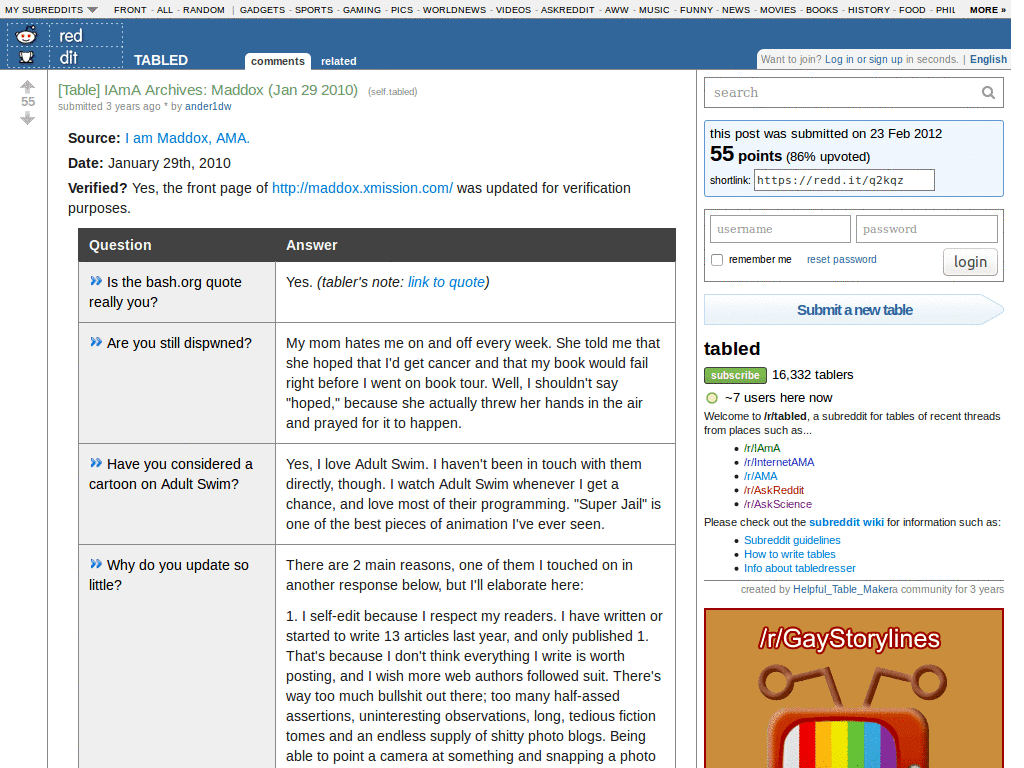 MY SUBREDDITS FRONT - ALL - RANDOM | GADGETS - SPORTS - GAMING - PICS - WORLDNEWS - VIDEOS - ASKREDDIT - AWW - MUSIC - FUNNY - NEWS - MOVIES - BOOKS - HISTORY - FOOD - PHIL MORE »
red
dit
TABLED comments related
Want to join? Log in or sign up in seconds. | English
55
[Table] IAmA Archives: Maddox (Jan 29 2010) (self.tabled)
submitted 3 years ago * by ander1dw
Source: I am Maddox, AMA.
Date: January 29th, 2010
Verified? Yes, the front page of http://maddox.xmission.com/ was updated for verification
purposes.
Question Answer
Is the bash.org quote
really you?
Yes. (tabler's note: link to quote)
Are you still dispwned?
My mom hates me on and off every week. She told me that
she hoped that I'd get cancer and that my book would fail
right before I went on book tour. Well, I shouldn't say
"hoped," because she actually threw her hands in the air
and prayed for it to happen.
Have you considered a
cartoon on Adult Swim?
Yes, I love Adult Swim. I haven't been in touch with them
directly, though. I watch Adult Swim whenever I get a
chance, and love most of their programming. "Super Jail" is
one of the best pieces of animation I've ever seen.
Why do you update so
little?
There are 2 main reasons, one of them I touched on in
another response below, but I'll elaborate here:
1. I self-edit because I respect my readers. I have written or
started to write 13 articles last year, and only published 1.
That's because I don't think everything I write is worth
posting, and I wish more web authors followed suit. There's
way too much bullshit out there; too many half-assed
assertions, uninteresting observations, long, tedious fiction
tomes and an endless supply of shitty photo blogs. Being
able to point a camera at something and snapping a photo
search
this post was submitted on 23 Feb 2012
55 points (86% upvoted)
shortlink: https://redd.it/q2kqz
username password
remember me reset password login
Submit a new table
tabled
subscribe 16,332 tablers
~7 users here now
Welcome to /r/tabled, a subreddit for tables of recent threads
from places such as...
• /r/IAmA
• /r/InternetAMA
• /r/AMA
• /r/AskReddit
• /r/AskScience
Please check out the subreddit wiki for information such as:
• Subreddit guidelines
• How to write tables
• Info about tabledresser
created by Helpful_Table_Makera community for 3 years
/r/GayStorylines